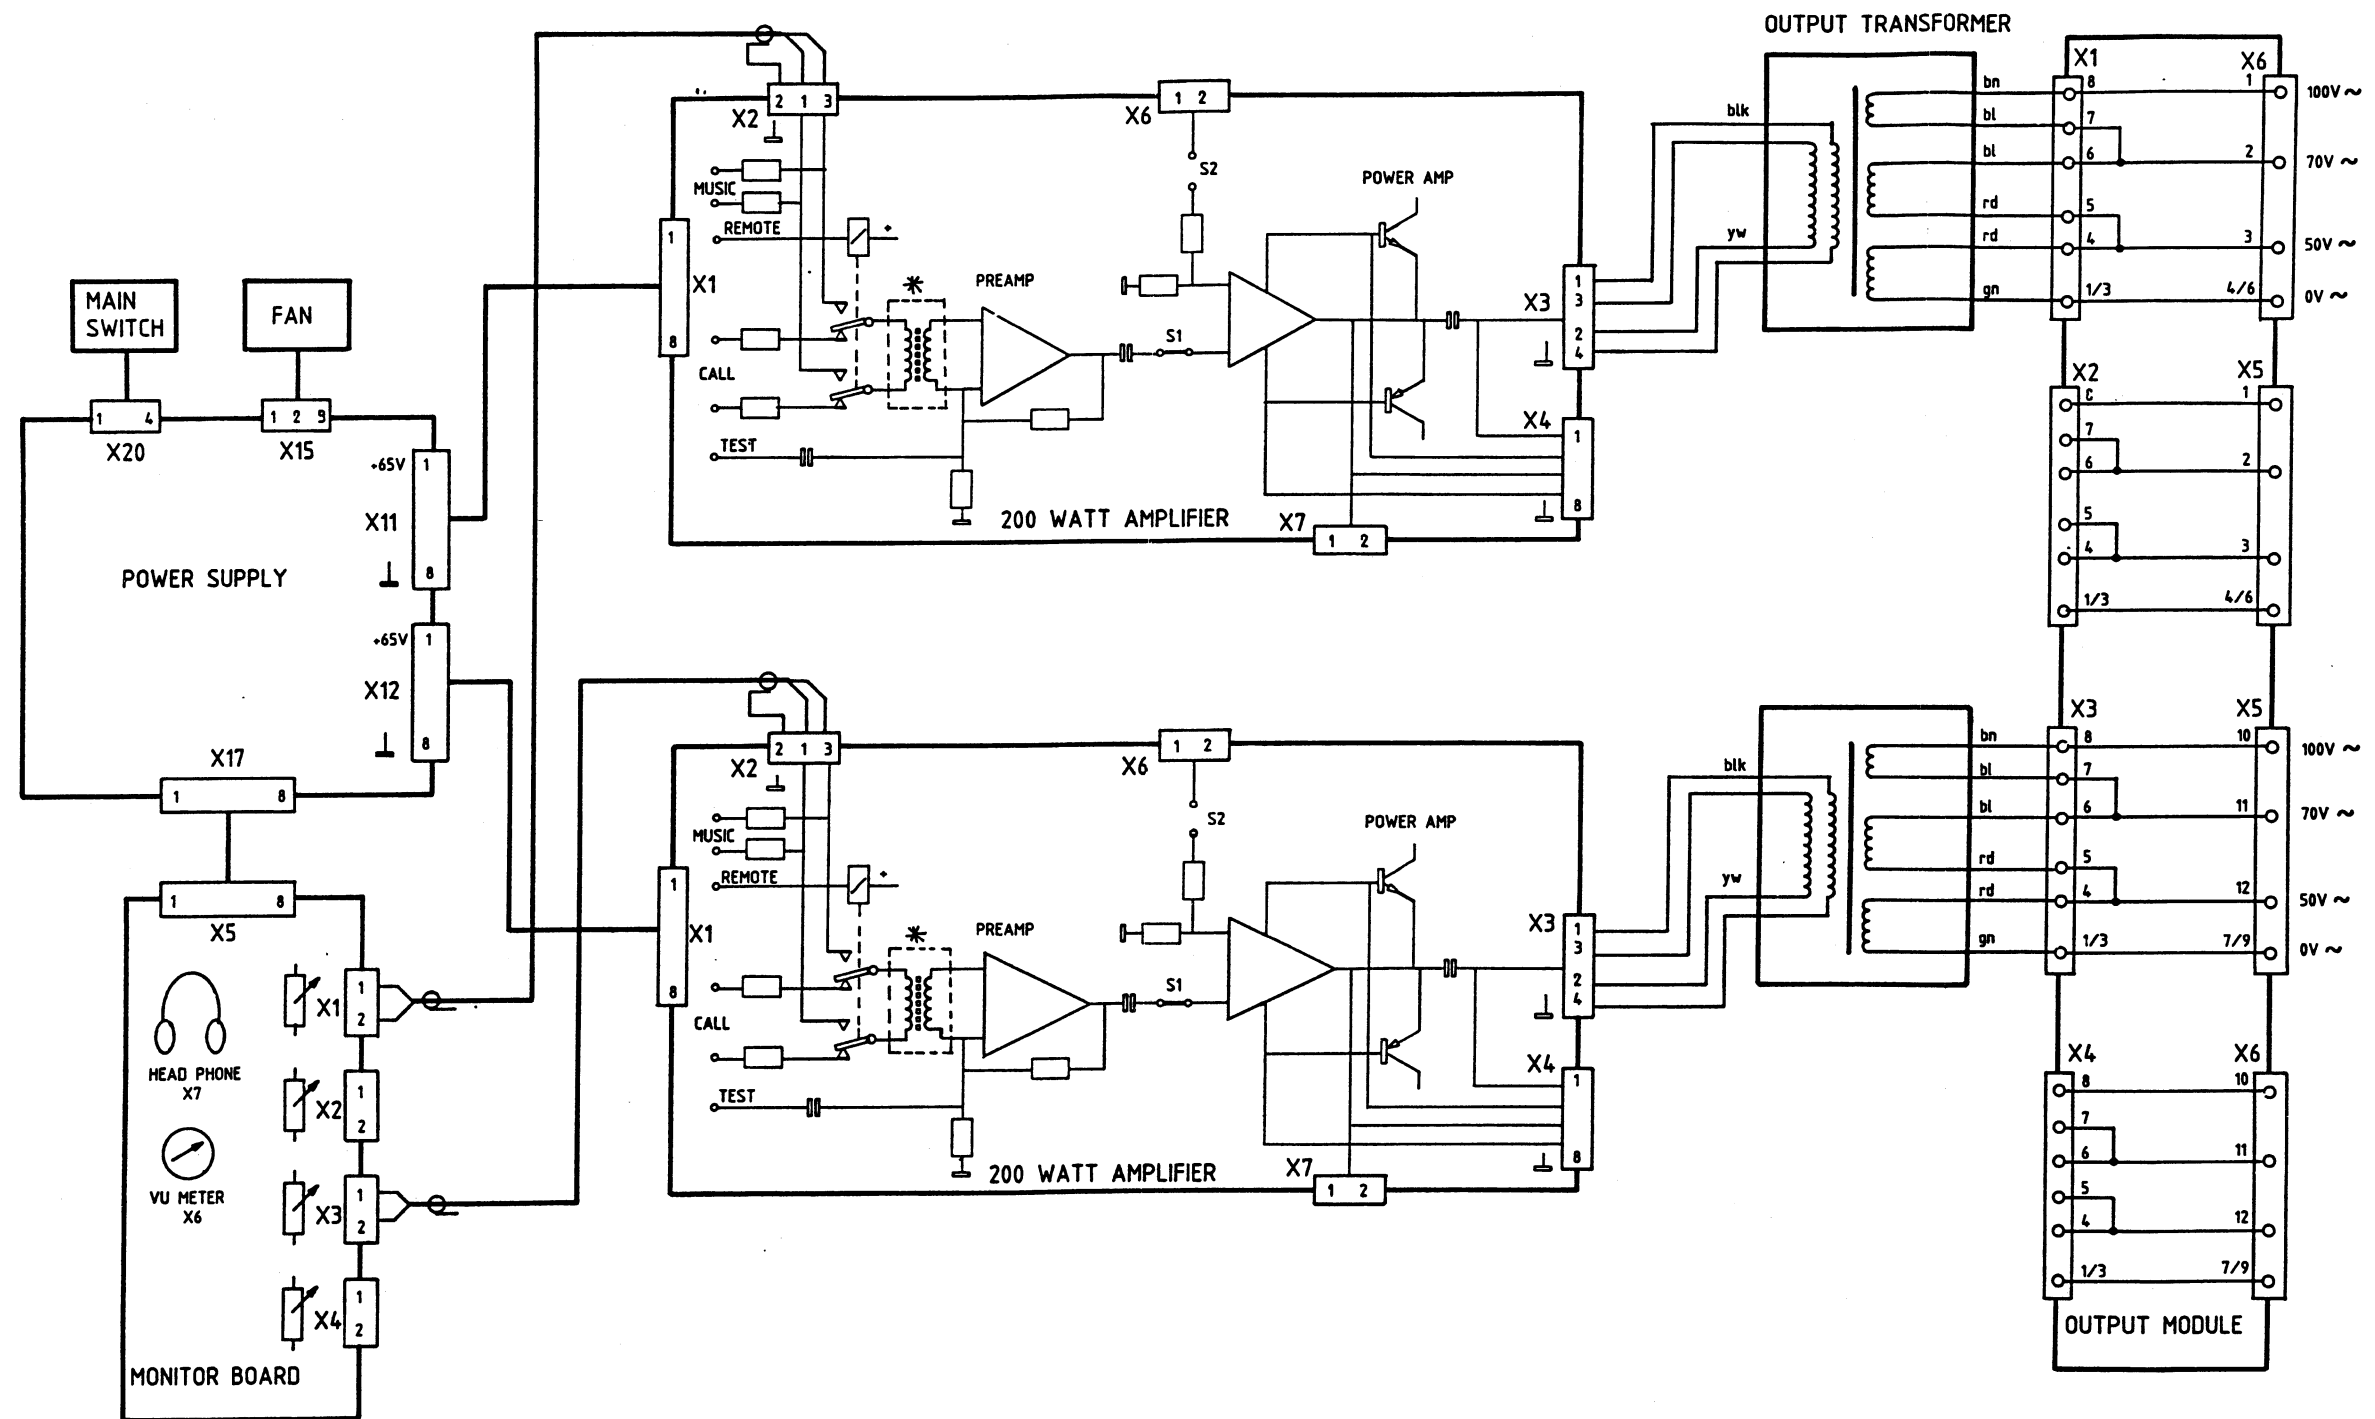 OUTPUT TRANSFORMER
MAIN
SWITCH
FAN
1 4
X20
1 2 9
X15
+65V
1
X11
8
POWER SUPPLY
+65V
1
X12
8
X17
1 8
1 8
X5
HEAD PHONE
X7
VU METER
X6
X1
1
2
X2
1
2
X3
1
2
X4
1
2
MONITOR BOARD
2 1 3
X2
1 2
X6
MUSIC
REMOTE
+
1
X1
8
CALL
TEST
*
PREAMP
S1
S2
POWER AMP
X3
1
3
2
4
X4
1
8
200 WATT AMPLIFIER
X7
1 2
blk
yw
bn
bl
bl
rd
rd
gn
X1
8
7
6
5
4
1/3
X6
1
2
3
4/6
100V ~
70V ~
50V ~
0V ~
X2
C
7
6
5
4
1/3
X5
1
2
3
4/6
2 1 3
X2
1 2
X6
MUSIC
REMOTE
+
1
X1
8
CALL
TEST
*
PREAMP
S1
S2
POWER AMP
X3
1
3
2
4
X4
1
8
200 WATT AMPLIFIER
X7
1 2
blk
yw
bn
bl
bl
rd
rd
gn
X3
8
7
6
5
4
1/3
X5
10
11
12
7/9
100V ~
70V ~
50V ~
0V ~
X4
8
7
6
5
4
1/3
X6
10
11
12
7/9
OUTPUT MODULE